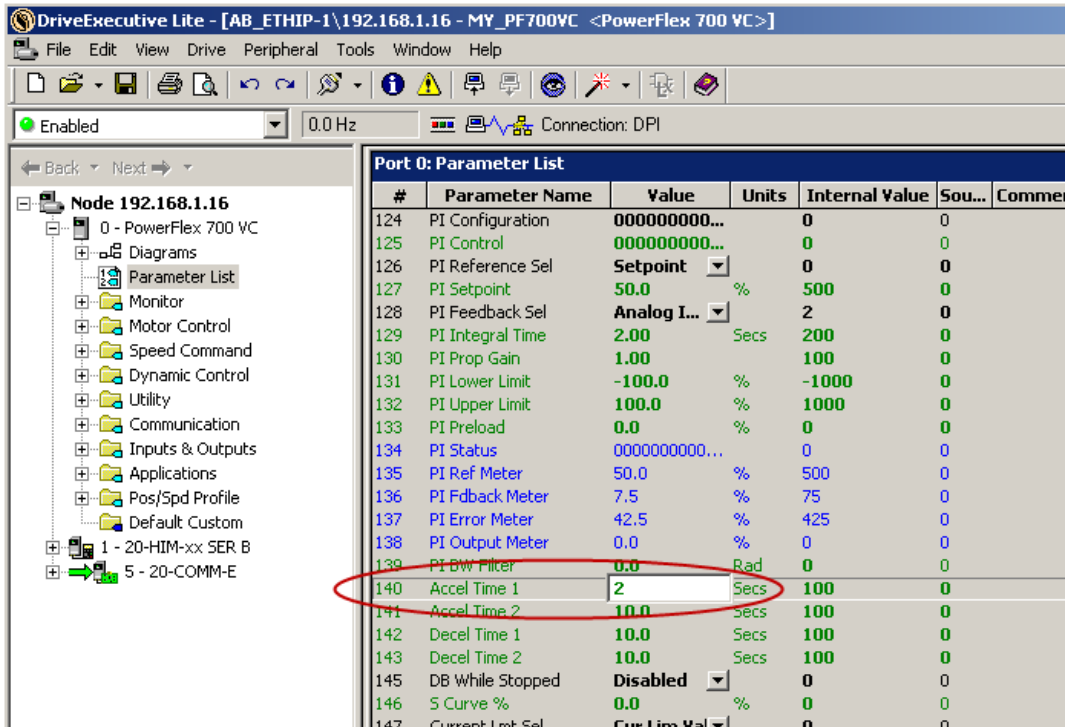 DriveExecutive Lite - [AB_ETHIP-1\192.168.1.16 - MY_PF700VC <PowerFlex 700 VC>]
File Edit View Drive Peripheral Tools Window Help
Enabled 0.0 Hz Connection: DPI
Back Next
Node 192.168.1.16
0 - PowerFlex 700 VC
Diagrams
Parameter List
Monitor
Motor Control
Speed Command
Dynamic Control
Utility
Communication
Inputs & Outputs
Applications
Pos/Spd Profile
Default Custom
1 - 20-HIM-xx SER B
5 - 20-COMM-E
Port 0: Parameter List
# Parameter Name Value Units Internal Value Sou... Commen
124 PI Configuration 000000000... 0 0
125 PI Control 000000000... 0 0
126 PI Reference Sel Setpoint 0 0
127 PI Setpoint 50.0 % 500 0
128 PI Feedback Sel Analog I... 2 0
129 PI Integral Time 2.00 Secs 200 0
130 PI Prop Gain 1.00 100 0
131 PI Lower Limit -100.0 % -1000 0
132 PI Upper Limit 100.0 % 1000 0
133 PI Preload 0.0 % 0 0
134 PI Status 0000000000... 0 0
135 PI Ref Meter 50.0 % 500 0
136 PI Fdback Meter 7.5 % 75 0
137 PI Error Meter 42.5 % 425 0
138 PI Output Meter 0.0 % 0 0
139 PI BW Filter 0.0 Rad 0 0
140 Accel Time 1 2 Secs 100 0
141 Accel Time 2 10.0 Secs 100 0
142 Decel Time 1 10.0 Secs 100 0
143 Decel Time 2 10.0 Secs 100 0
145 DB While Stopped Disabled 0 0
146 S Curve % 0.0 % 0 0
147 Current Lmt Sel Cur Lim Val 0 0